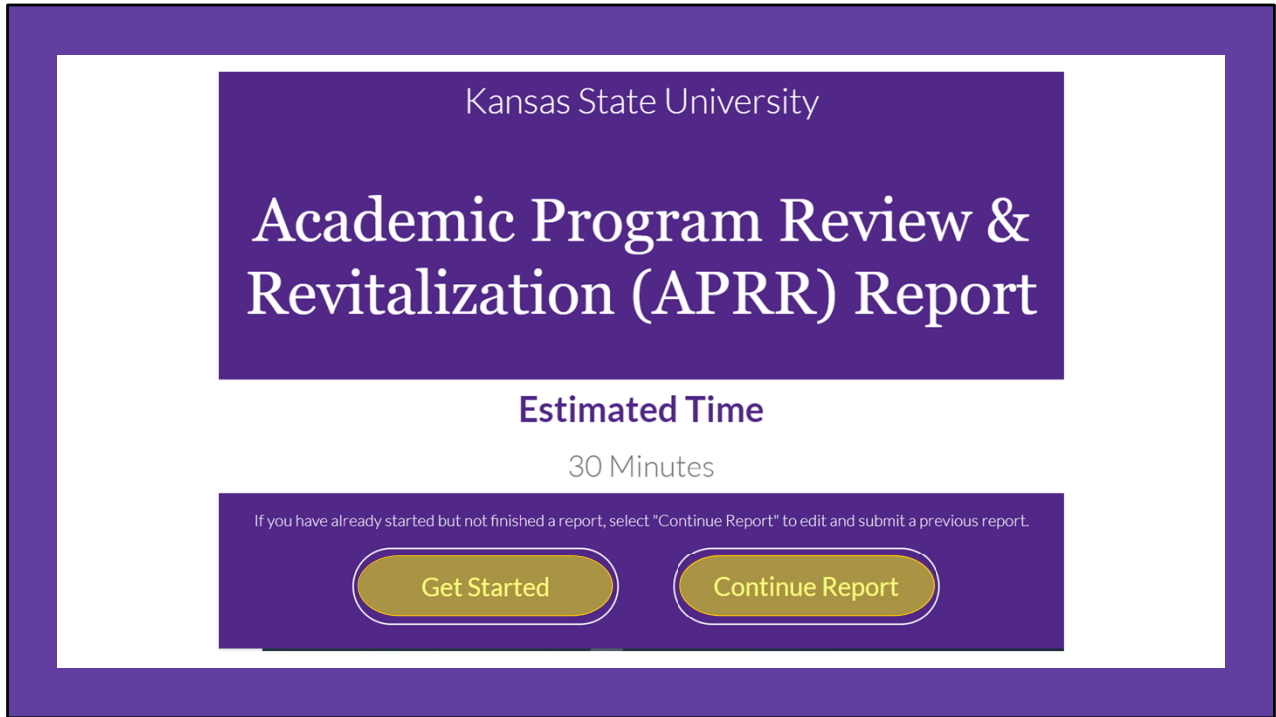 Kansas State University
Academic Program Review &
Revitalization (APRR) Report
Estimated Time
30 Minutes
If you have already started but not finished a report, select "Continue Report" to edit and submit a previous report.
Get Started
Continue Report